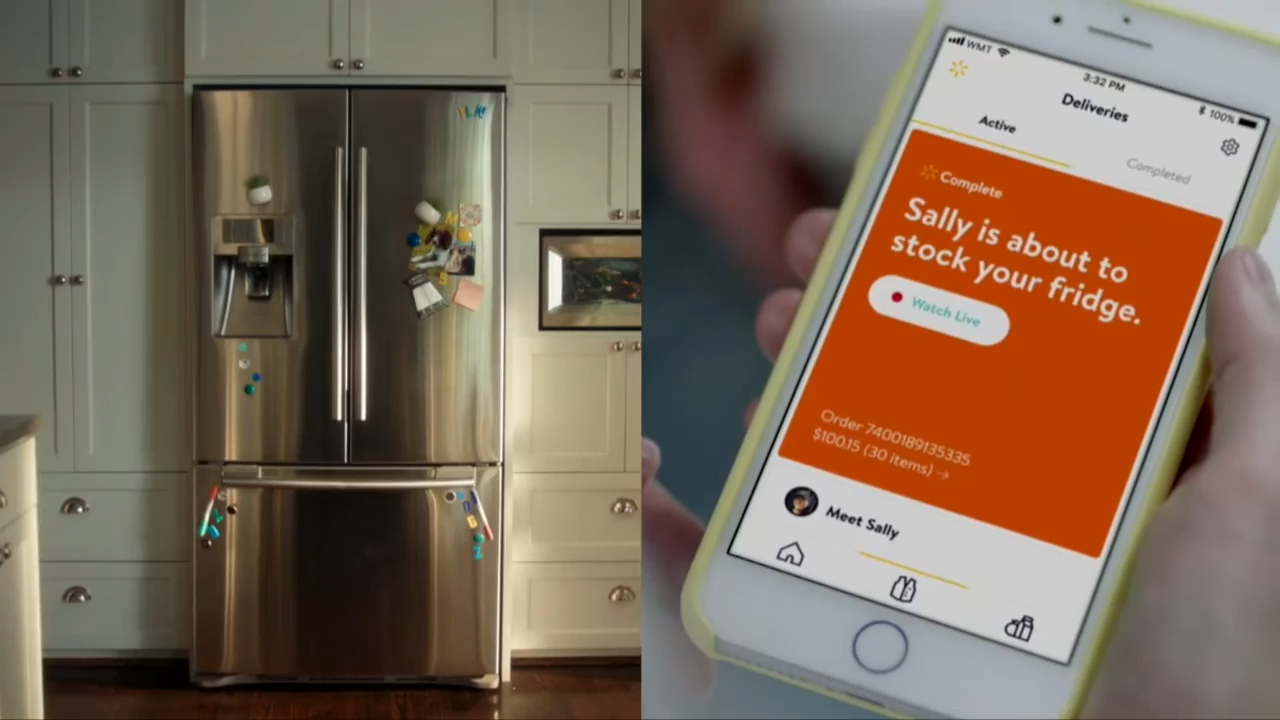 WMT
3:32 PM
100%
Deliveries
Active
Completed
Complete
Sally is about to
stock your fridge.
Watch Live
Order 7400189135335
$100.15 (30 items) →
Meet Sally